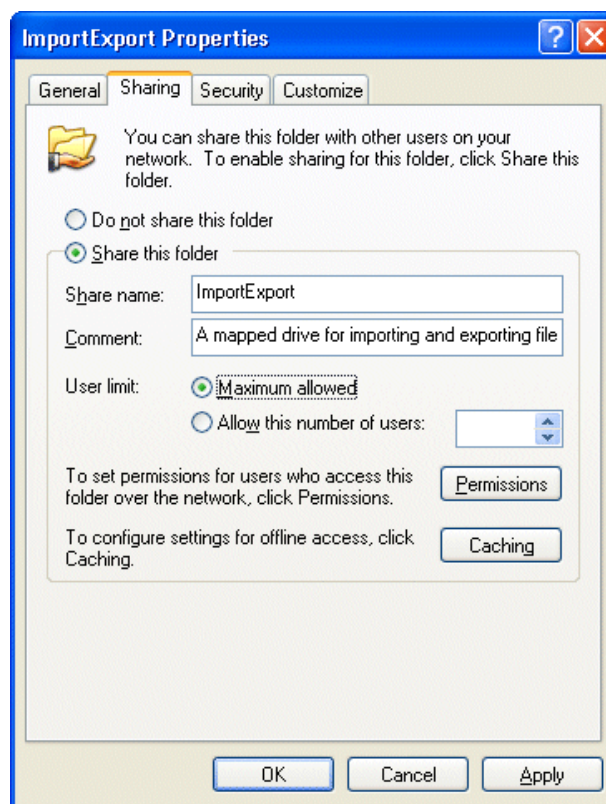 ImportExport Properties
General Sharing Security Customize
You can share this folder with other users on your
network. To enable sharing for this folder, click Share this
folder.
Do not share this folder
Share this folder
Share name: ImportExport
Comment: A mapped drive for importing and exporting file
User limit: Maximum allowed
Allow this number of users:
To set permissions for users who access this
folder over the network, click Permissions.
Permissions
To configure settings for offline access, click
Caching.
Caching
OK Cancel Apply